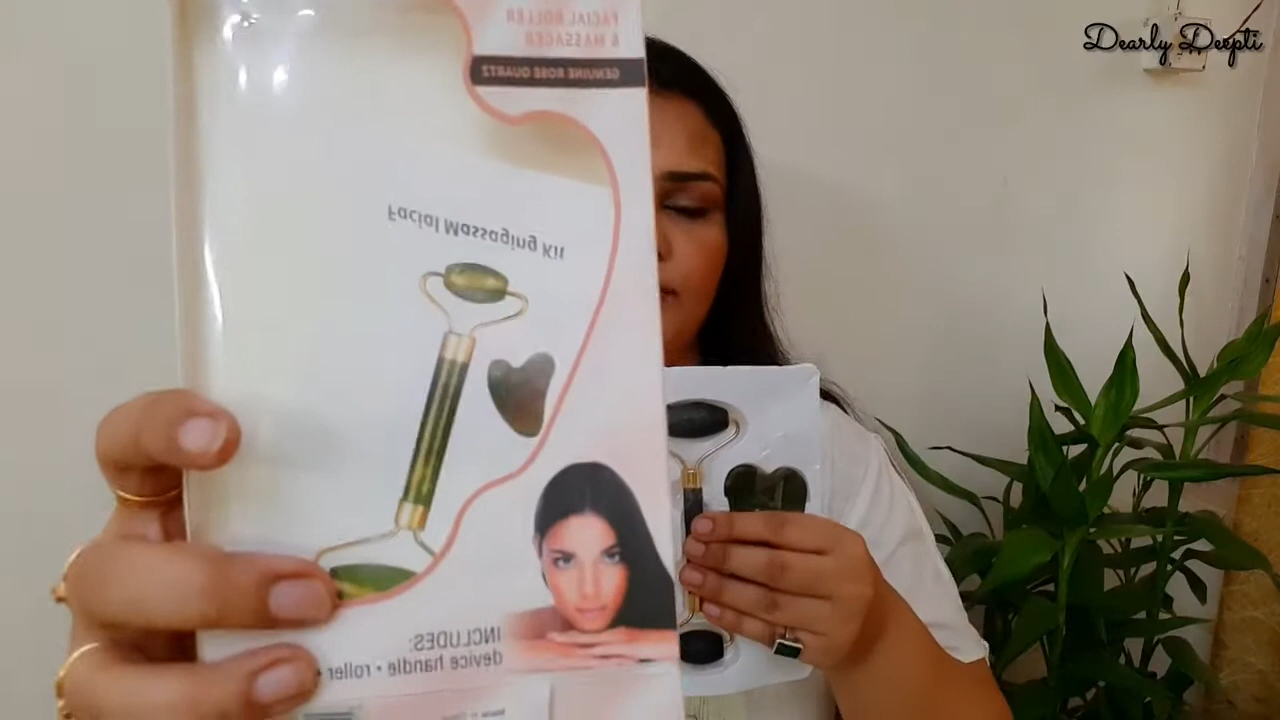 Dearly Deepti
FACIAL ROLLER
& MASSAGER
GENUINE ROSE QUARTZ
Facial Massaging Kit
INCLUDES:
device handle • roller •